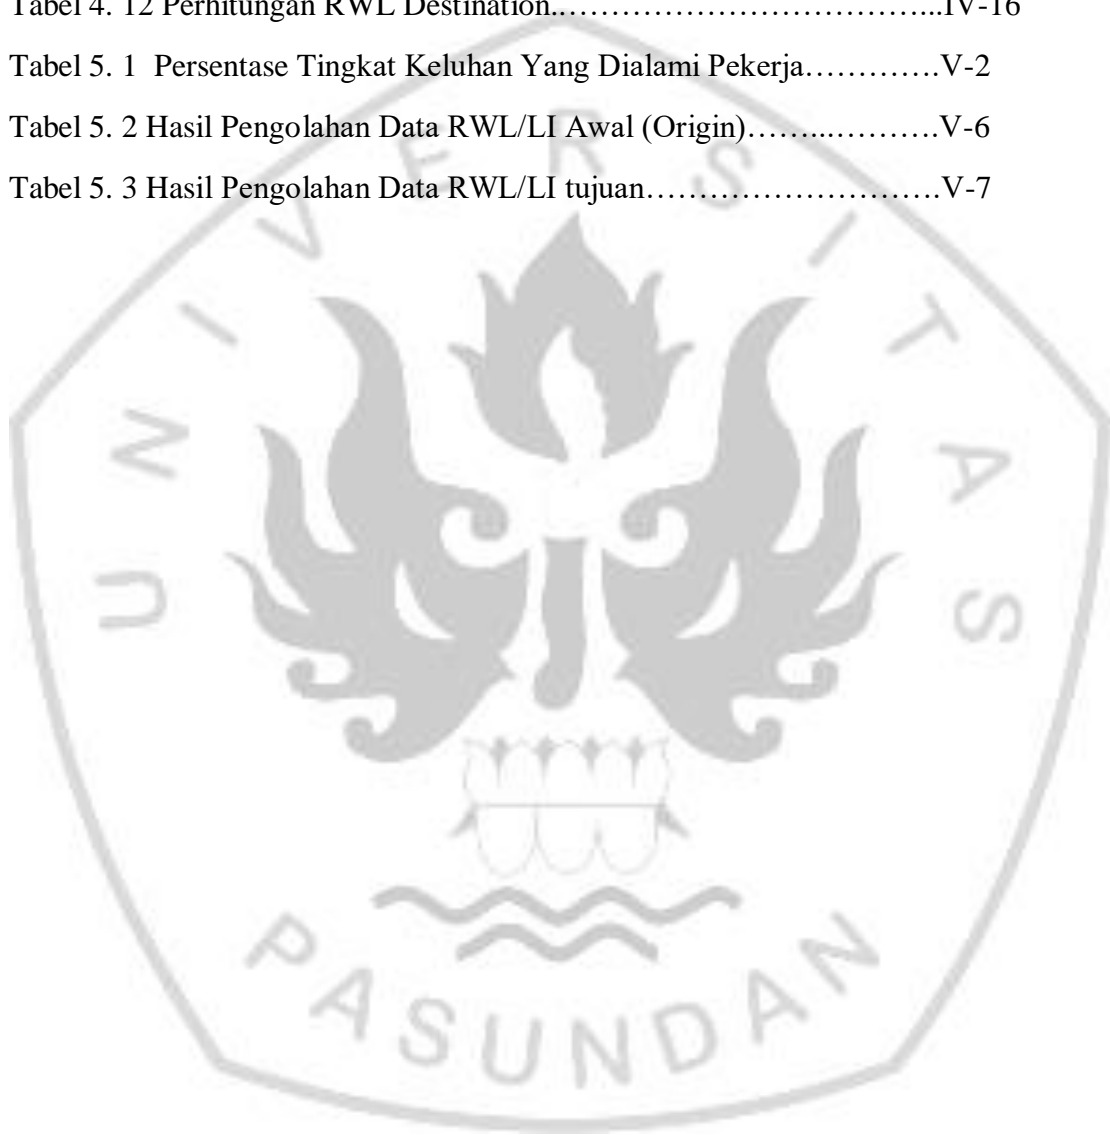 Tabel 4. 12 Perhitungan RWL Destination..………………………………...IV-16
Tabel 5. 1  Persentase Tingkat Keluhan Yang Dialami Pekerja………….V-2
Tabel 5. 2 Hasil Pengolahan Data RWL/LI Awal (Origin)……...……….V-6
Tabel 5. 3 Hasil Pengolahan Data RWL/LI tujuan……………………….V-7
UNIVERSITAS
PASUNDAN